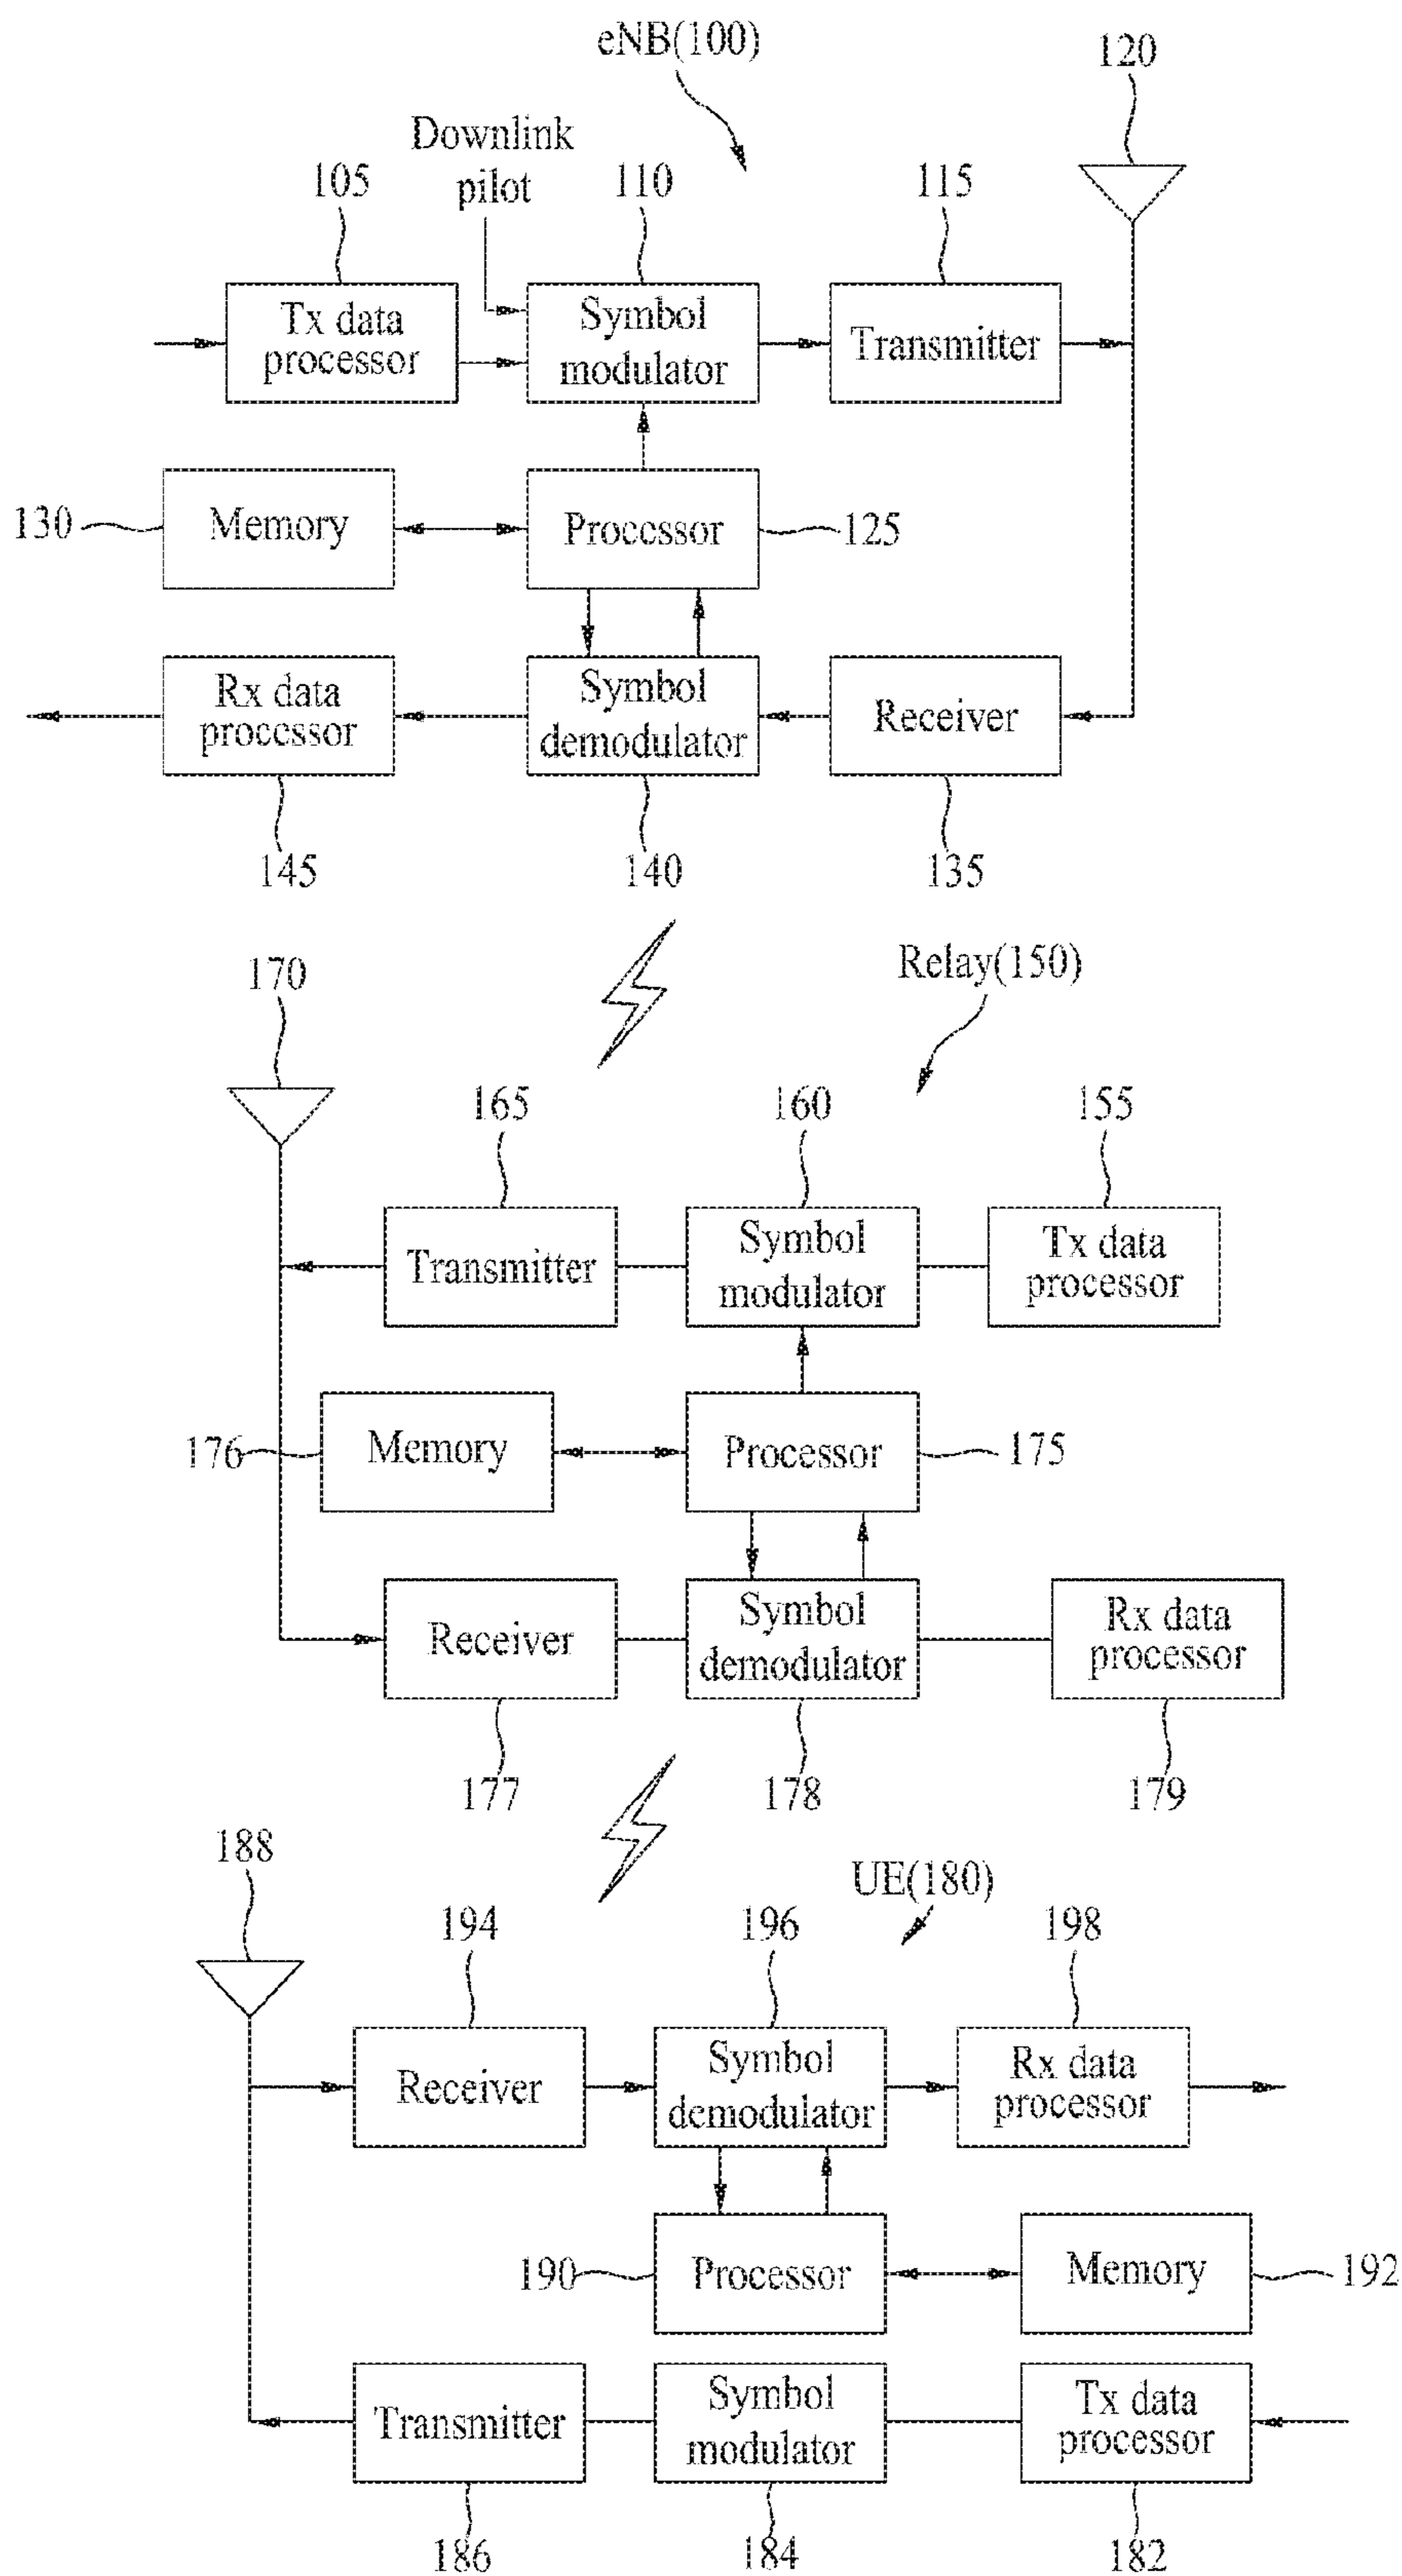 eNB(100)
120
Downlink
pilot
105
110
115
Tx data
processor
Symbol
modulator
Transmitter
130
Memory
Processor
125
Rx data
processor
Symbol
demodulator
Receiver
145
140
135
170
Relay(150)
165
160
155
Transmitter
Symbol
modulator
Tx data
processor
176
Memory
Processor
175
Receiver
Symbol
demodulator
Rx data
processor
177
178
179
188
UE(180)
194
196
198
Receiver
Symbol
demodulator
Rx data
processor
190
Processor
Memory
192
Transmitter
Symbol
modulator
Tx data
processor
186
184
182